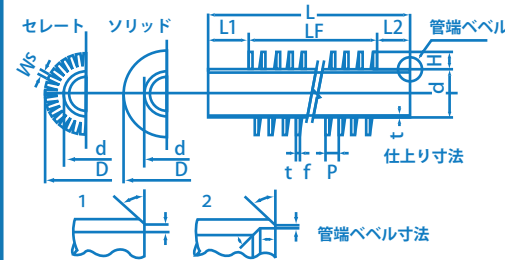 セレート ソリッド
L
L1 LF L2
管端ベベル
H
d
Ws
d
D
d
D
t
t f P
仕上り寸法
1
2
管端ベベル寸法